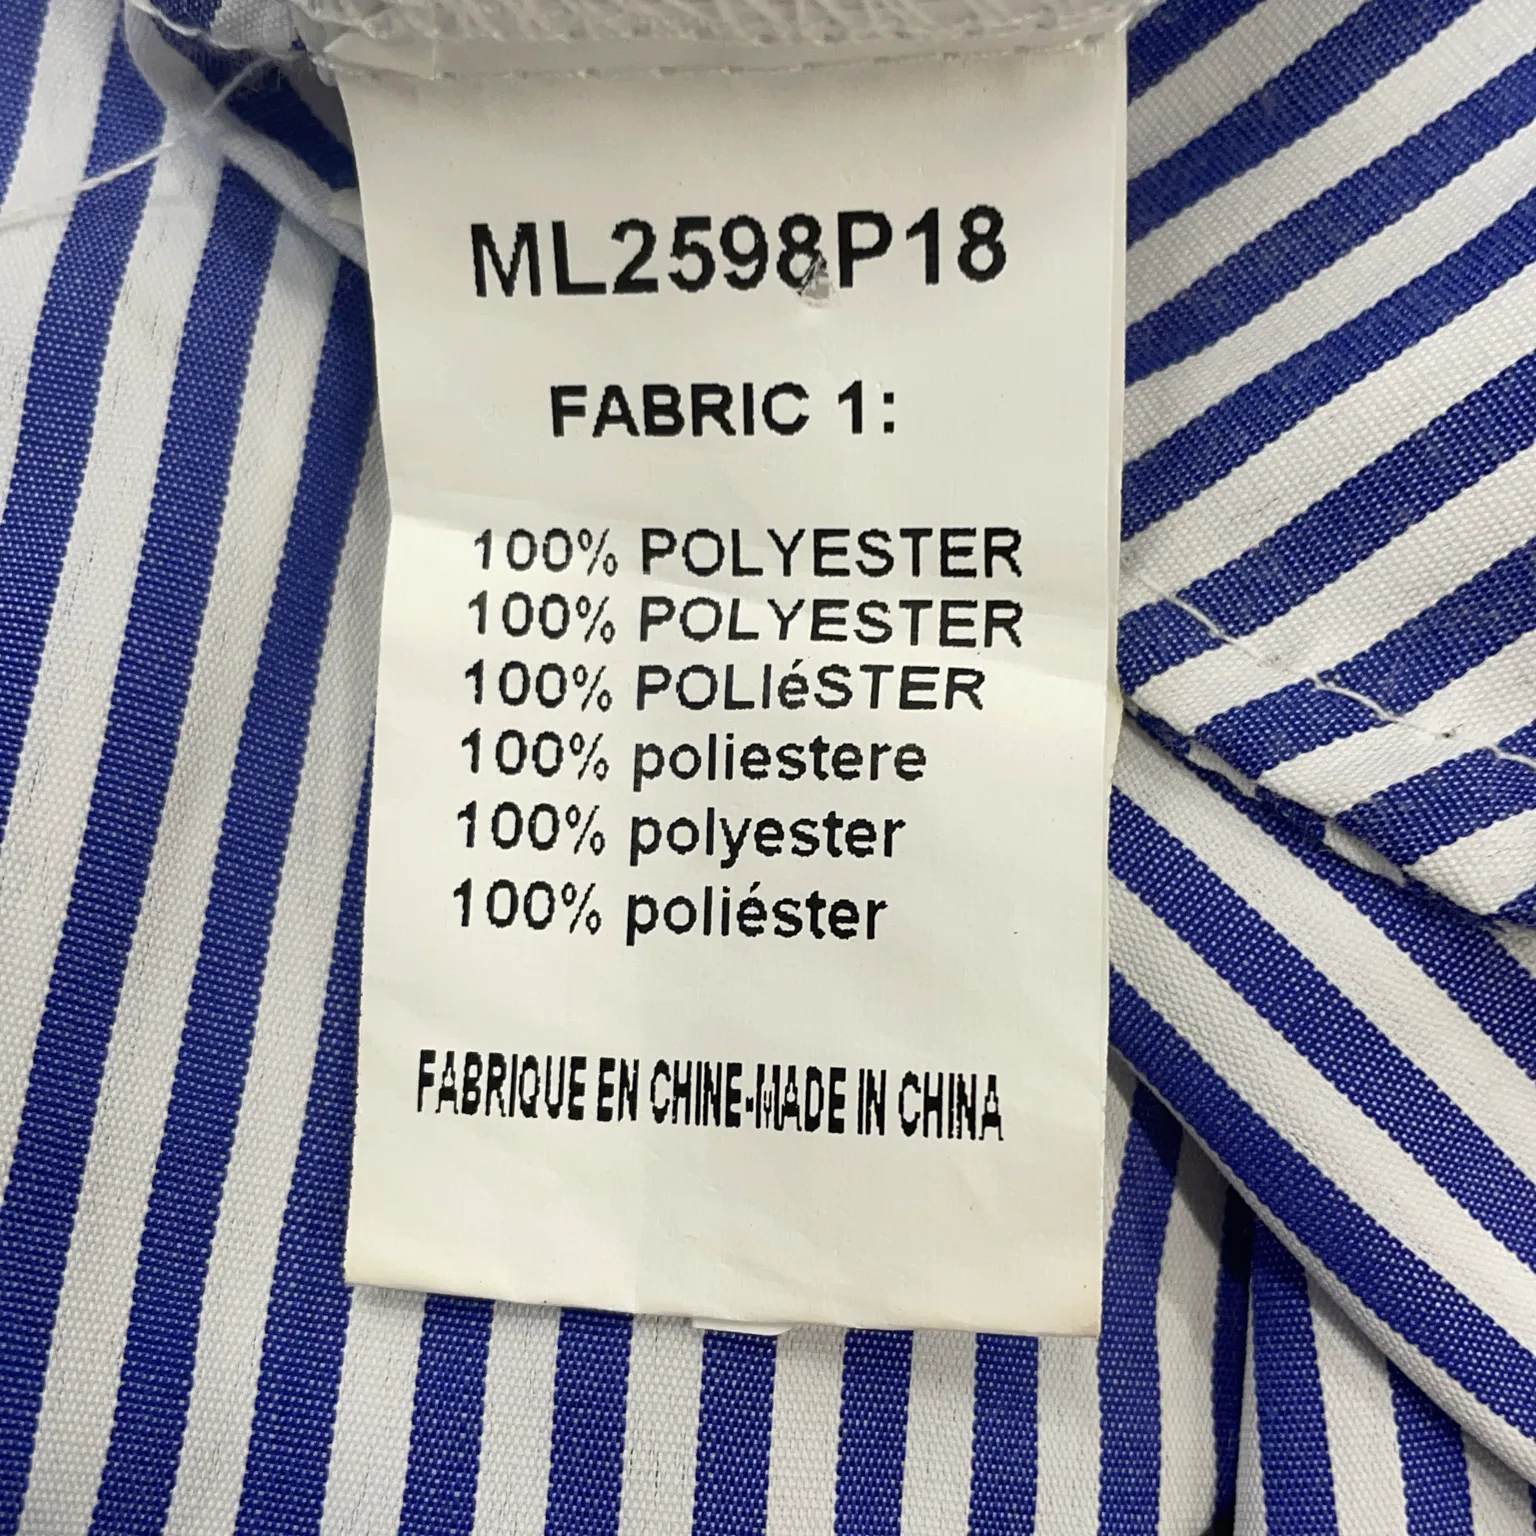 ML2598P18
FABRIC 1:
100% POLYESTER
100% POLYESTER
100% POLIéSTER
100% poliestere
100% polyester
100% poliéster
FABRIQUE EN CHINE-MADE IN CHINA